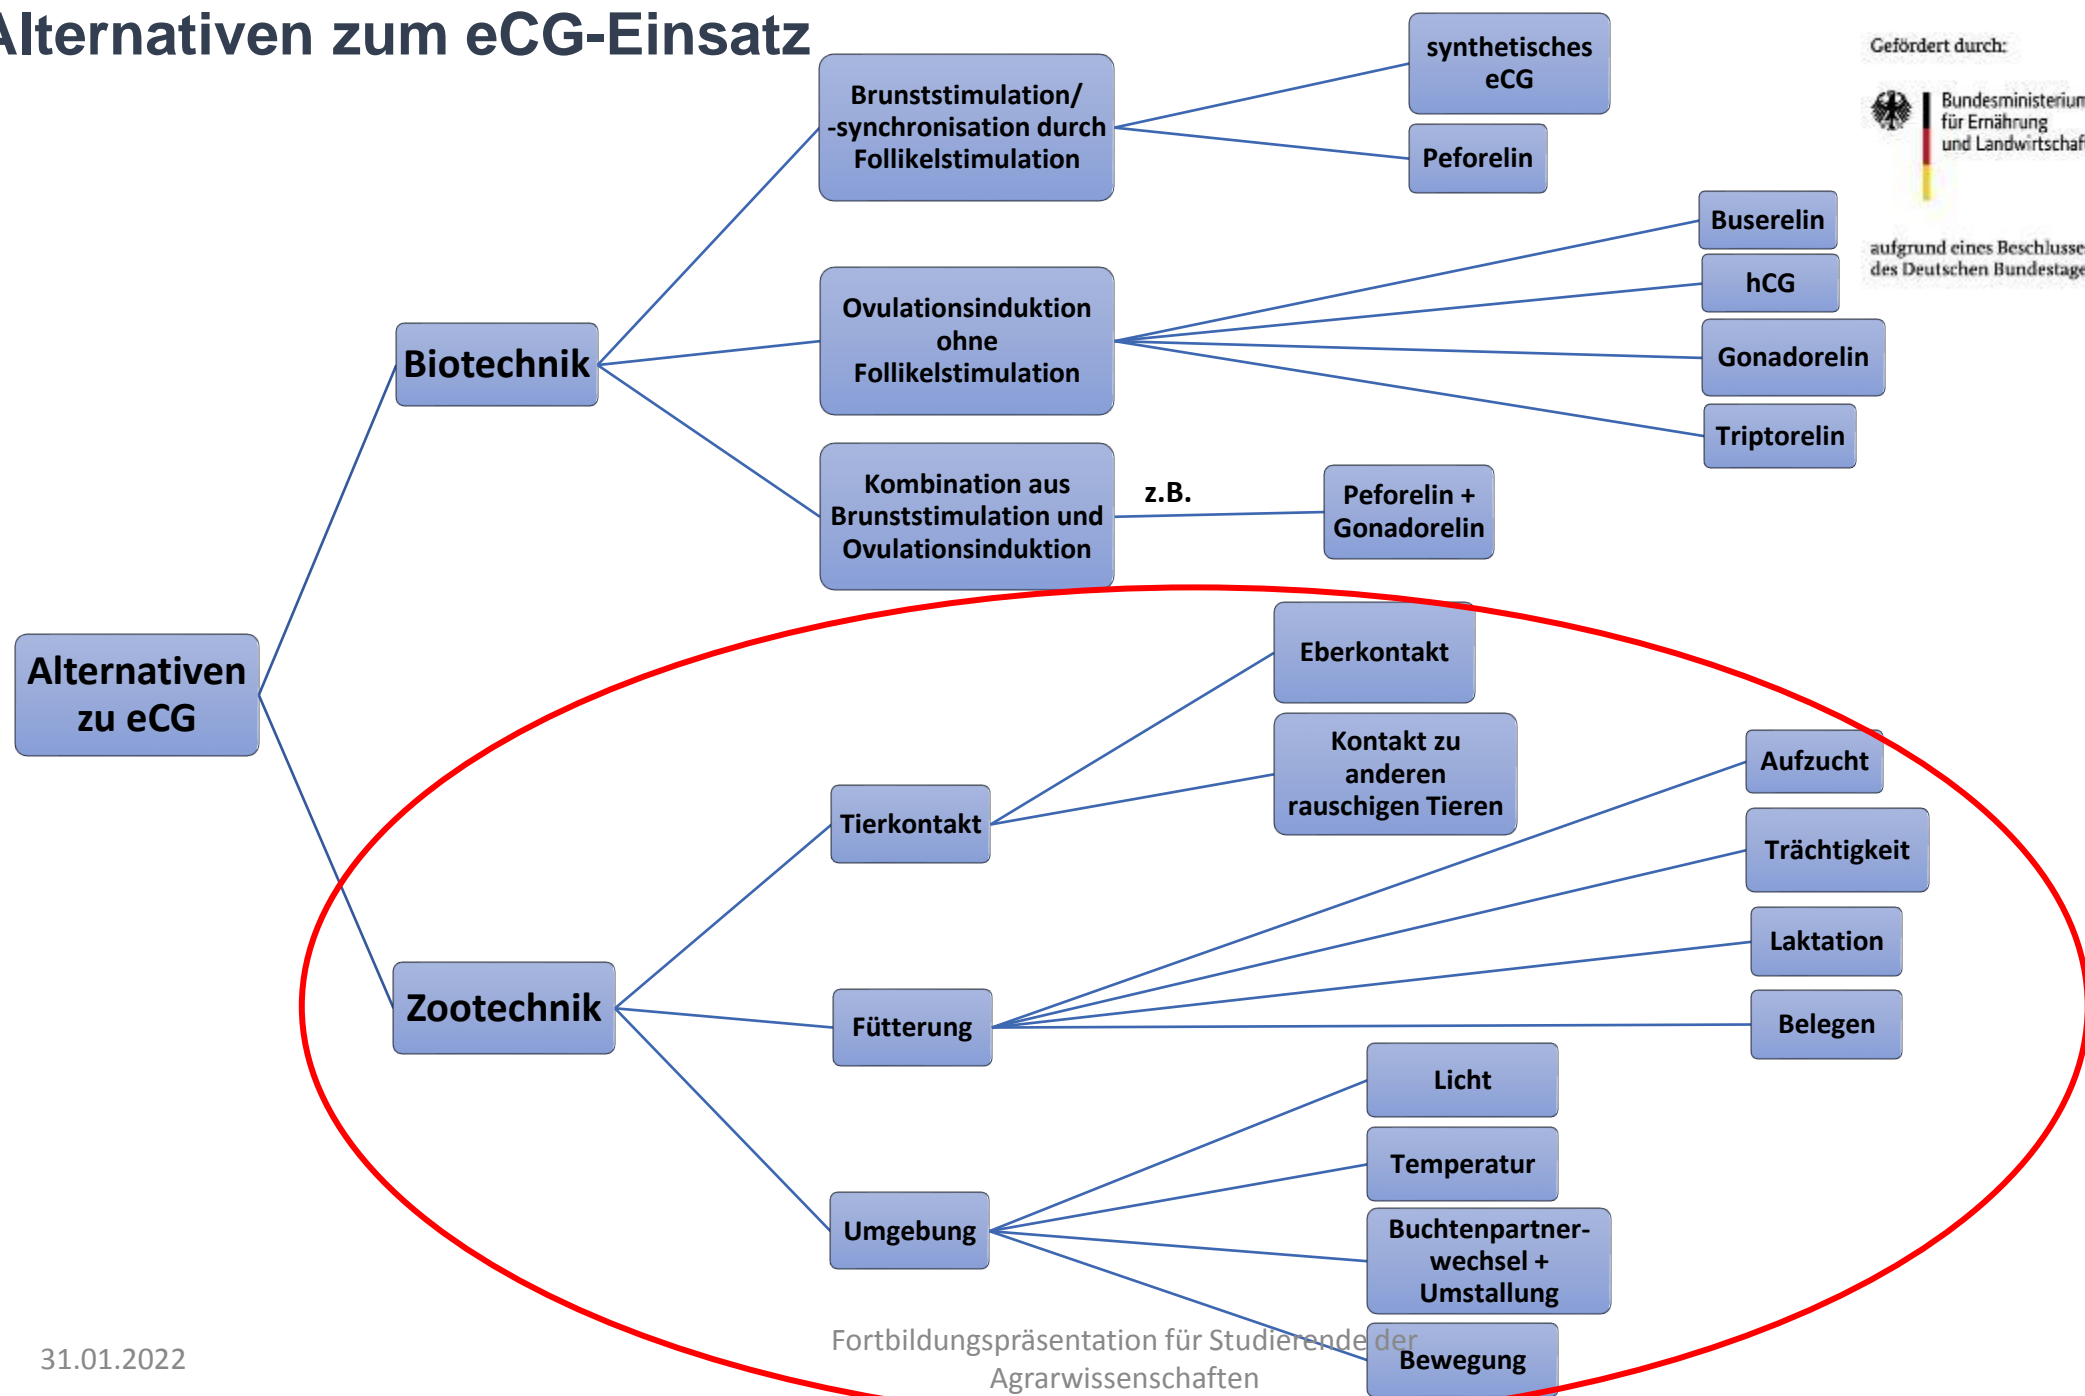 Alternativen zum eCG-Einsatz
Gefördert durch:
Bundesministerium
für Ernährung
und Landwirtschaft
aufgrund eines Beschlusse
des Deutschen Bundestage
Alternativen
zu eCG
Biotechnik
Brunststimulation/
-synchronisation durch
Follikelstimulation
synthetisches
eCG
Peforelin
Ovulationsinduktion
ohne
Follikelstimulation
Buserelin
hCG
Gonadorelin
Triptorelin
Kombination aus
Brunststimulation und
Ovulationsinduktion
z.B.
Peforelin +
Gonadorelin
Zootechnik
Tierkontakt
Eberkontakt
Kontakt zu
anderen
rauschigen Tieren
Fütterung
Aufzucht
Trächtigkeit
Laktation
Belegen
Umgebung
Licht
Temperatur
Buchtenpartner-
wechsel +
Umstallung
Bewegung
31.01.2022
Fortbildungspräsentation für Studierende der
Agrarwissenschaften